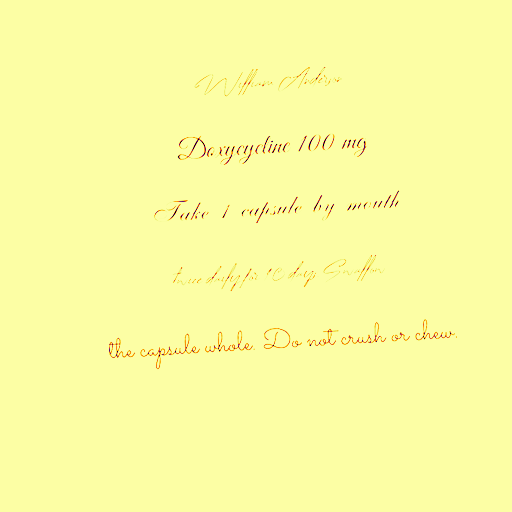 William
Doxycycline 100 mg
Take 1 capsule by mouth
twice daily for 10 days. Swallow
the capsule whole. Do not crush or chew.